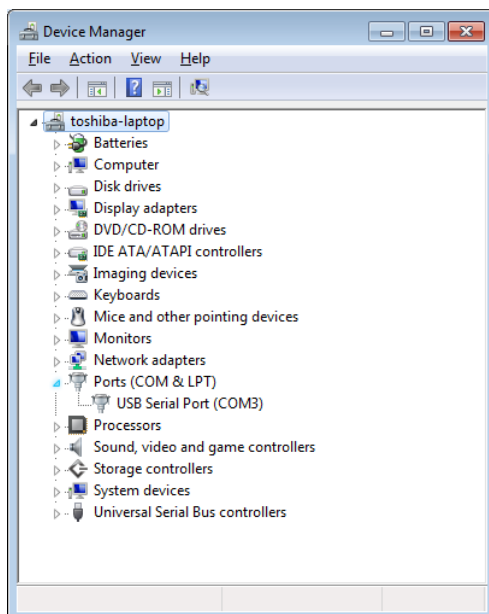 Device Manager
File Action View Help
toshiba-laptop
Batteries
Computer
Disk drives
Display adapters
DVD/CD-ROM drives
IDE ATA/ATAPI controllers
Imaging devices
Keyboards
Mice and other pointing devices
Monitors
Network adapters
Ports (COM & LPT)
USB Serial Port (COM3)
Processors
Sound, video and game controllers
Storage controllers
System devices
Universal Serial Bus controllers